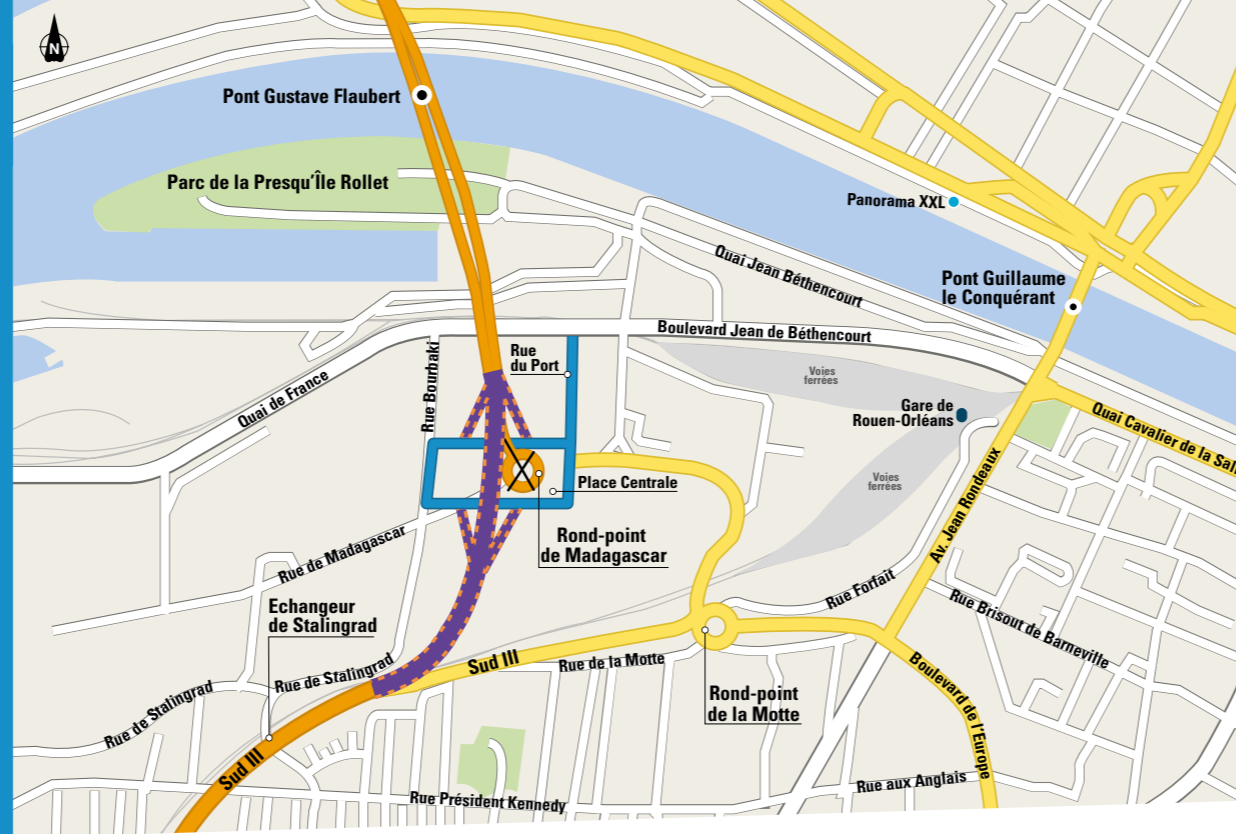 N
Pont Gustave Flaubert
Parc de la Presqu'Île Rollet
Panorama XXL
Quai Jean Béthencourt
Pont Guillaume
le Conquérant
Boulevard Jean de Béthencourt
Rue
du Port
Rue Bourbaki
Quai de France
Voies
ferrées
Gare de
Rouen-Orléans
Quai Cavalier de la Sall
Voies
ferrées
Place Centrale
Av. Jean Rondeaux
Rond-point
de Madagascar
Rue de Madagascar
Rue Forfait
Rue Brisout de Barneville
Echangeur
de Stalingrad
Sud III
Rue de la Motte
Rue de Stalingrad
Rue de Stalingrad
Rond-point
de la Motte
Boulevard de l'Europe
Sud III
Rue Président Kennedy
Rue aux Anglais